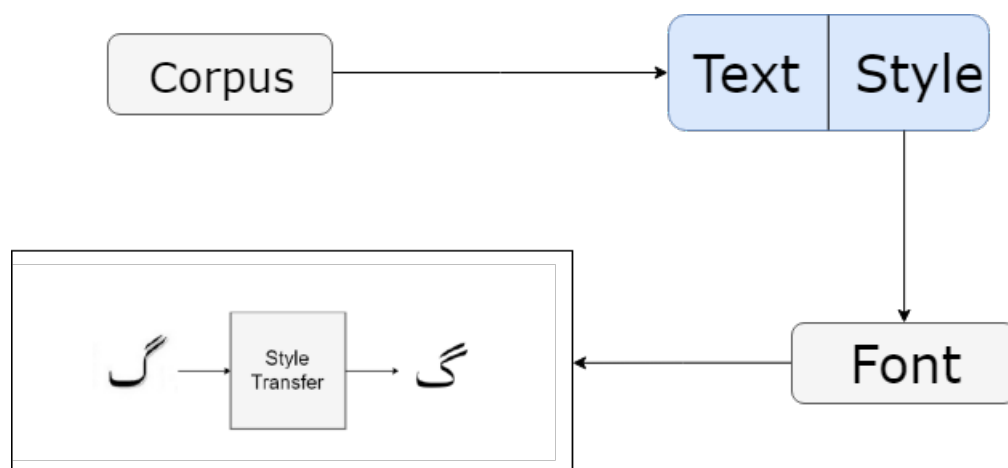 Corpus
Text
Style
Font
گ
Style
Transfer
گ